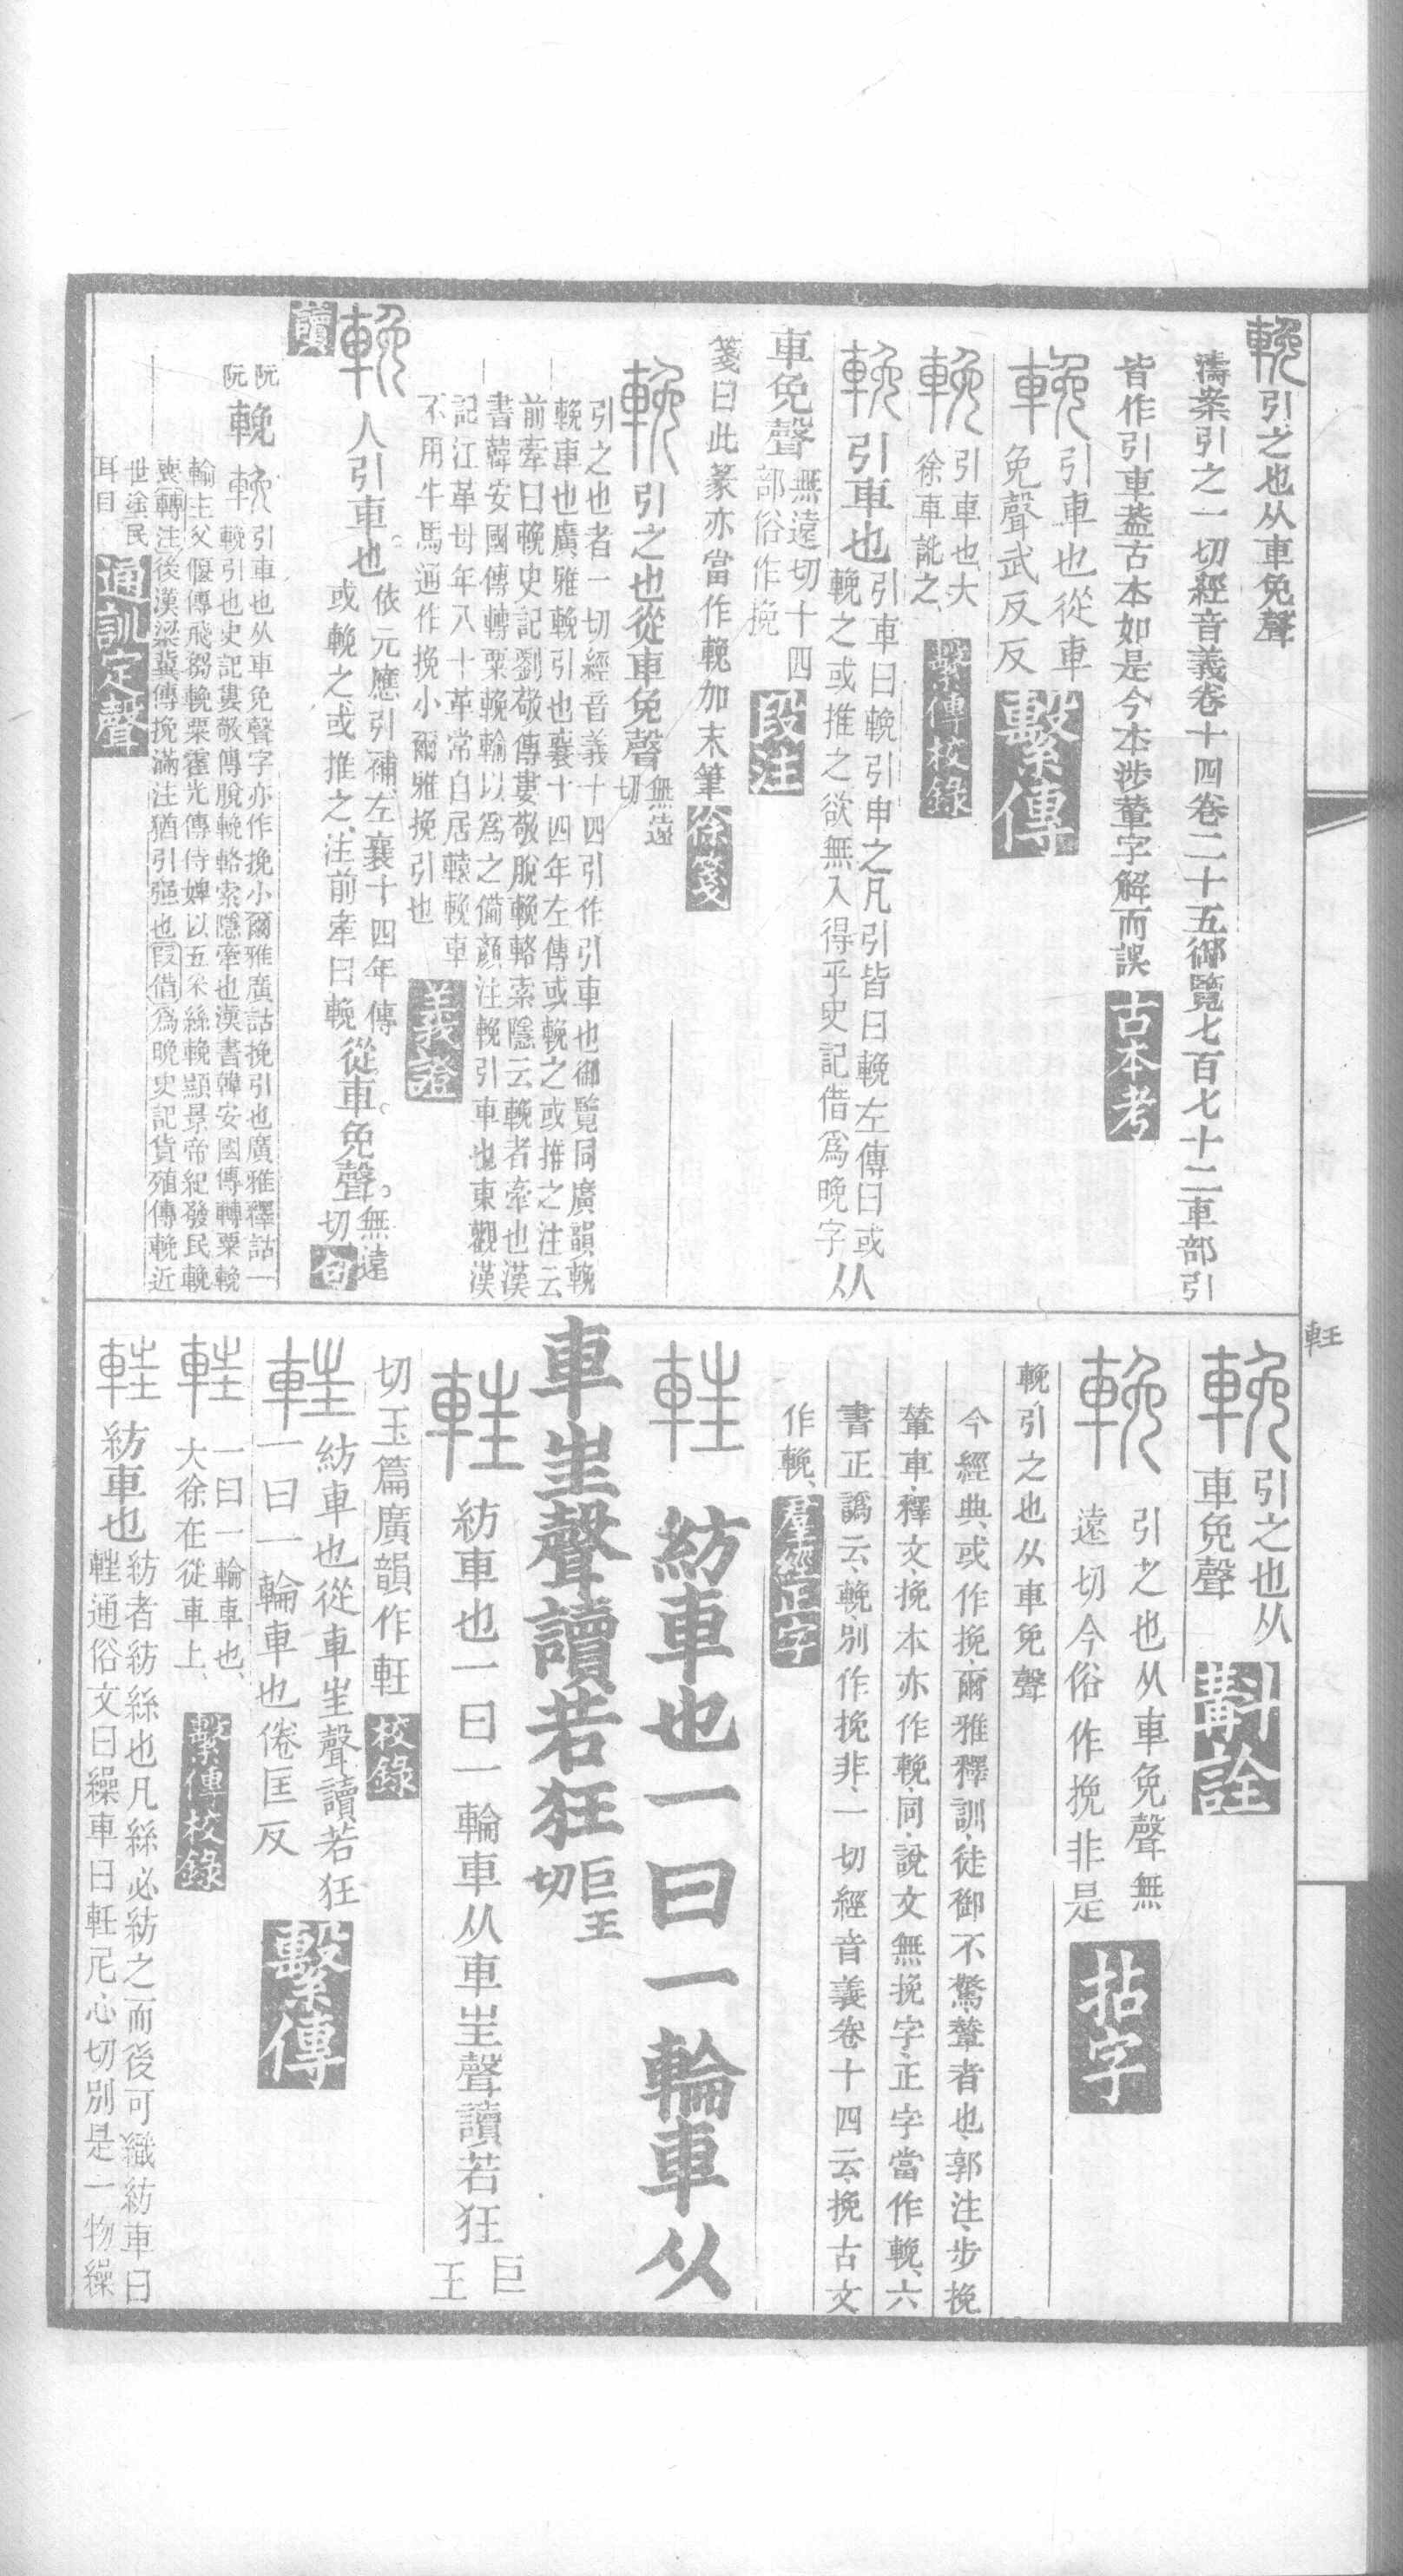 輓引之也从車免聲
濤案引之一切經音義卷十四卷二十五御覽七百七十二車部引
皆作引車葢古本如是今本涉輦字解而誤古本考
輓引車也從車
免聲武反反繫傳
輓引車也大
徐車訛之繫傳校錄
輓引車也引車曰輓引申之凡引皆曰輓左傳曰或
輓之或推之欲無入得乎史記借爲晚字从
車免聲無遠切十四
部俗作挽段注
箋曰此篆亦當作輓加末筆徐箋
輓引之也從車免聲無遠
切
引之也者一切經音義十四引作引車也御覽同廣韻輓
輓車也廣雅輓引也襄十四年左傳或輓之或推之注云
前牽曰輓史記劉敬傳婁敬脫輓輅索隱云輓者牽也漢
書韓安國傳轉粟輓輸以爲之備顏注輓引車也東觀漢
記江革毋年八十革常自居轅輓車
不用牛馬通作挽小爾雅挽引也義證
輓人引車也依元應引補左襄十四年傳
或輓之或推之注前牽曰輓從車免聲無遠
切句
讀
阮
阮
輓輓引車也从車免聲字亦作挽小爾雅廣詁挽引也廣雅釋詁一
輓引也史記婁敬傳脫輓輅索隱牽也漢書韓安國傳轉粟輓
輸主父偃傳飛芻輓粟霍光傳侍婢以五采絲輓顯景帝紀發民輓
喪轉注後漢梁冀傳挽滿注猶引强也叚借爲晚史記貨殖傳輓近
世塗民
耳目通訓定聲
軖
輓引之也从
車免聲斠詮
輓引之也从車免聲無
遠切今俗作挽非是拈字
輓引之也从車免聲
今經典或作挽爾雅釋訓徒御不驚輦者也郭注步挽
輦車釋文挽本亦作輓同說文無挽字正字當作輓六
書正譌云輓別作挽非一切經音義卷十四云挽古文
作輓羣經正字
軖紡車也一曰一輪車从
車㞷聲讀若狂巨王
切
軖紡車也一曰一輪車从車㞷聲讀若狂巨
王
切玉篇廣韻作軖校錄
軖紡車也從車㞷聲讀若狂
一曰一輪車也倦匡反繫傳
軖一曰一輪車也
大徐在從車上繫傳校錄
軖紡車也紡者紡絲也凡絲必紡之而後可織紡車曰
軖通俗文曰繰車曰軖尼心切別是一物繰